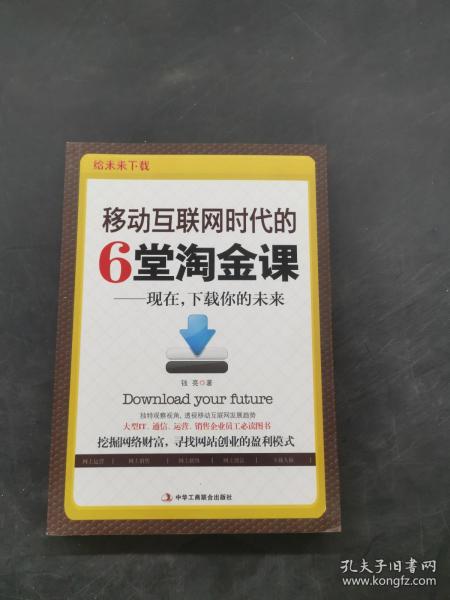 给未来下载
移动互联网时代的
6堂淘金课
——现在,下载你的未来
钱 亮◎著
Download your future
独特观察视角,透视移动互联网发展趋势
大型IT、通信、运营、销售企业员工必读图书
挖掘网络财富,寻找网站创业的盈利模式
网上运营 | 网上销售 |
中华工商联合出版社
孔夫子旧书网
www.kongfz.com